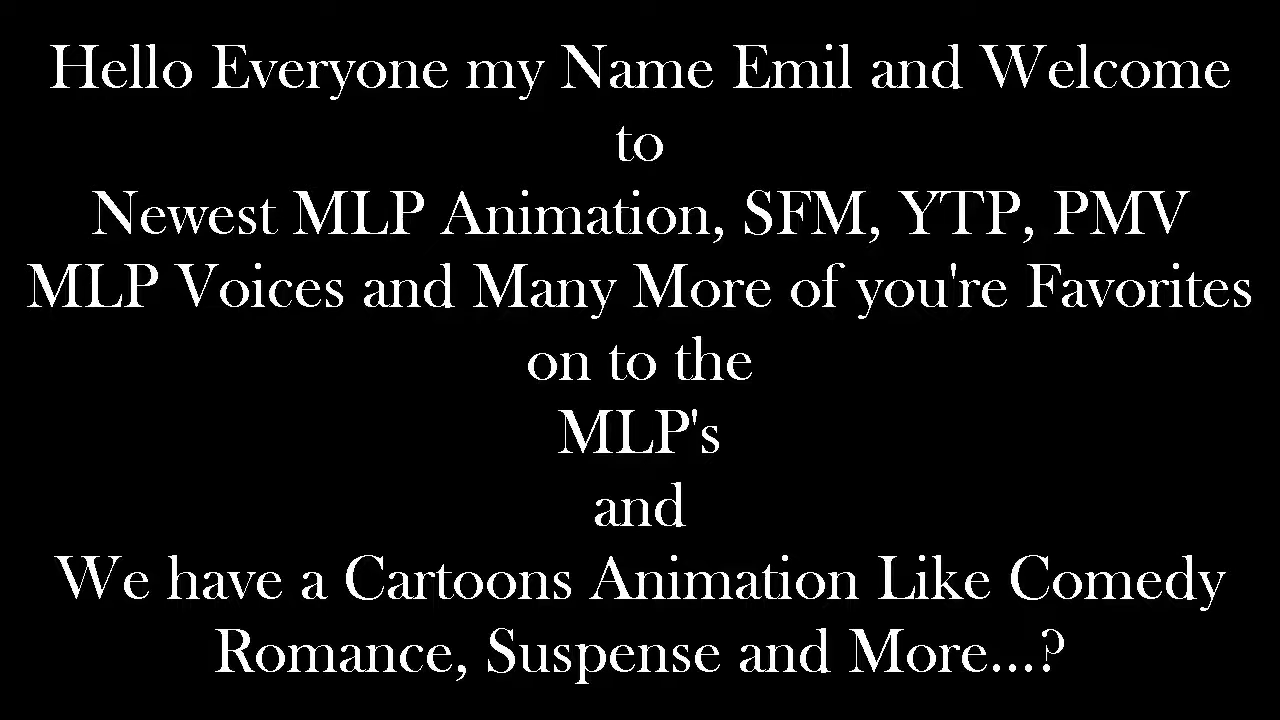 Hello Everyone my Name Emil and Welcome
to
Newest MLP Animation, SFM, YTP, PMV
MLP Voices and Many More of you're Favorites
on to the
MLP's
and
We have a Cartoons Animation Like Comedy
Romance, Suspense and More...?